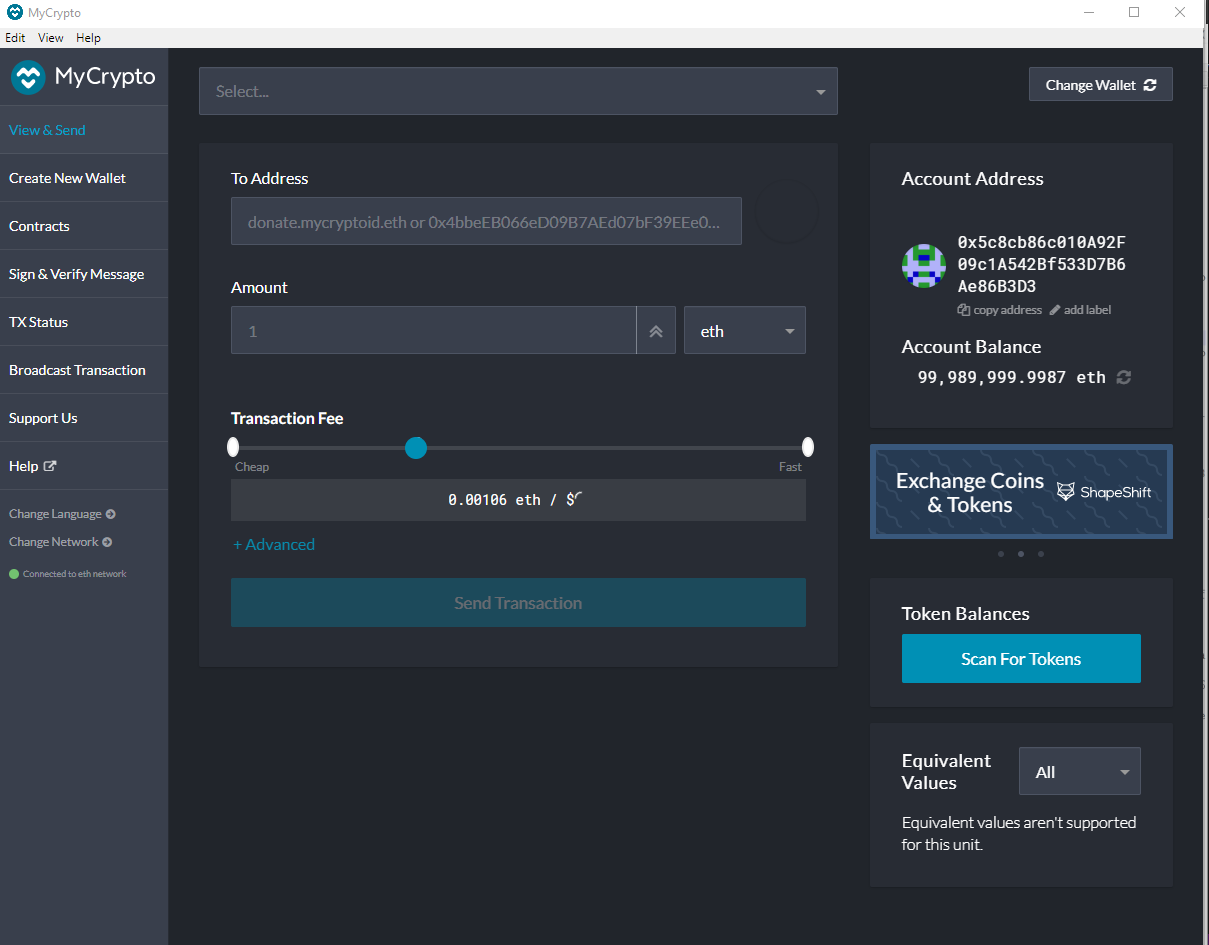 MyCrypto
Edit View Help
MyCrypto
View & Send
Create New Wallet
Contracts
Sign & Verify Message
TX Status
Broadcast Transaction
Support Us
Help
Change Language
Change Network
Connected to eth network
Select...
Change Wallet
To Address
donate.mycryptoid.eth or 0x4bbeEB066eD09B7AEd07bF39EEe0...
Amount
1
eth
Transaction Fee
Cheap
Fast
0.00106 eth / $
+ Advanced
Send Transaction
Account Address
0x5c8cb86c010A92F
09c1A542Bf533D7B6
Ae86B3D3
copy address add label
Account Balance
99,989,999.9987 eth
Exchange Coins
& Tokens
ShapeShift
Token Balances
Scan For Tokens
Equivalent
Values
All
Equivalent values aren't supported
for this unit.